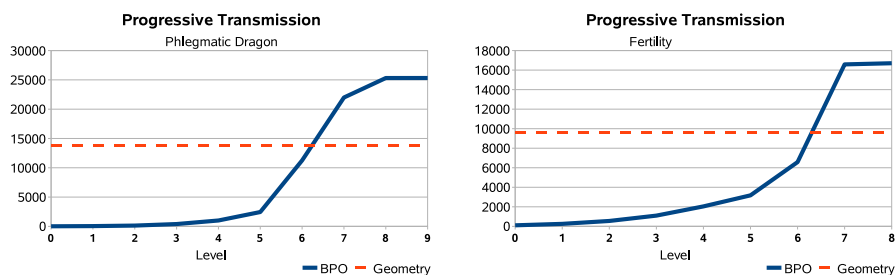 Progressive Transmission
Phlegmatic Dragon
30000
25000
20000
15000
10000
5000
0
0 1 2 3 4 5 6 7 8 9
Level
BPO Geometry
Progressive Transmission
Fertility
18000
16000
14000
12000
10000
8000
6000
4000
2000
0
0 1 2 3 4 5 6 7 8
Level
BPO Geometry